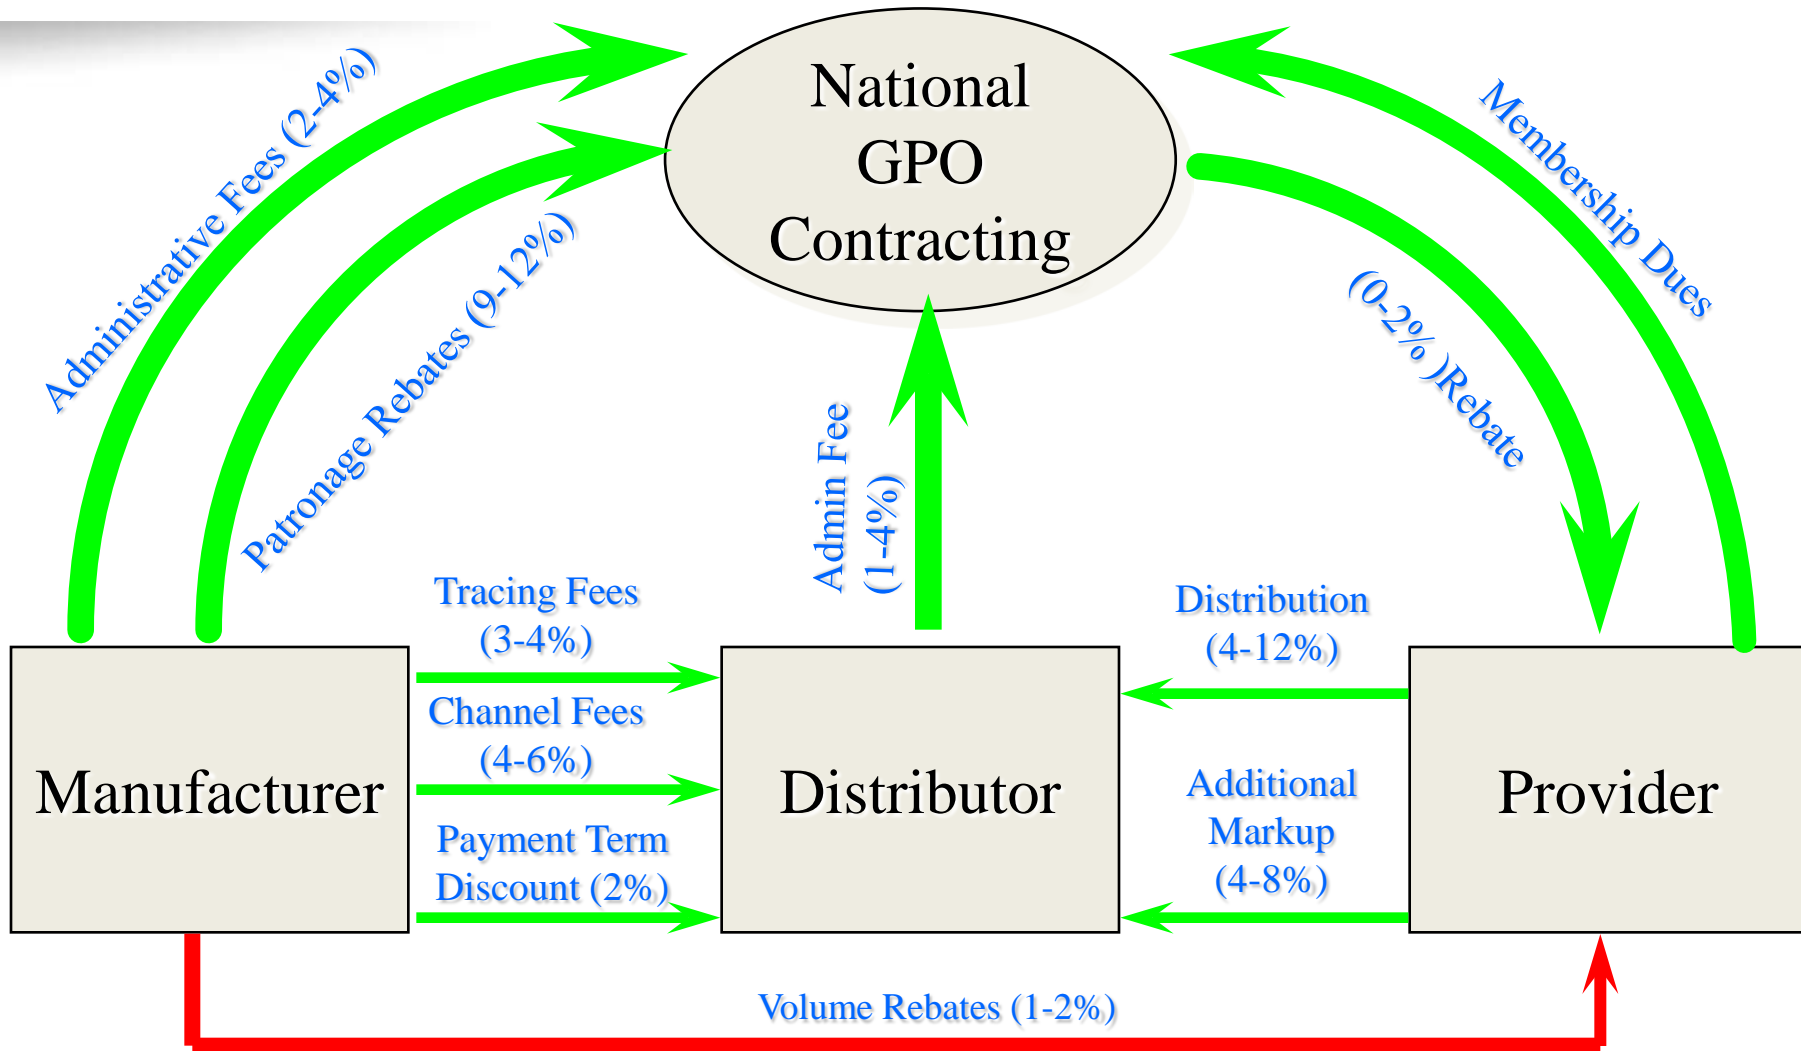 National
GPO
Contracting
Administrative Fees (2-4%)
Patronage Rebates (9-12%)
Membership Dues
(0-2% )Rebate
Admin Fee
(1-4%)
Tracing Fees
(3-4%)
Channel Fees
(4-6%)
Payment Term
Discount (2%)
Distribution
(4-12%)
Additional
Markup
(4-8%)
Manufacturer
Distributor
Provider
Volume Rebates (1-2%)